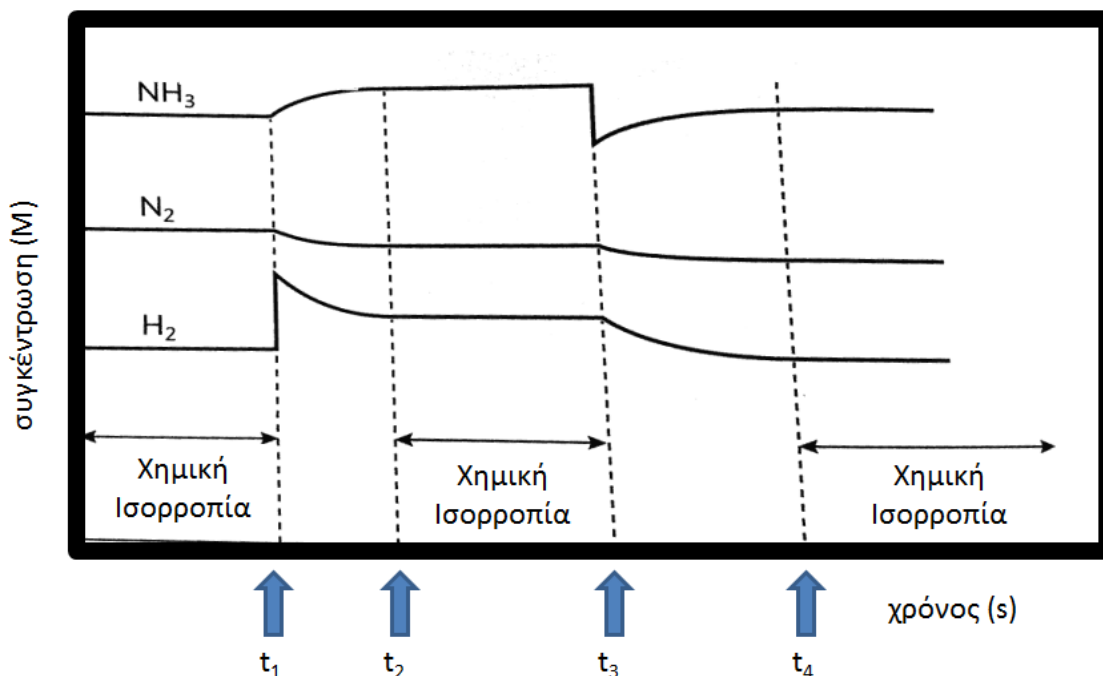 NH₃
N₂
H₂
συγκέντρωση (Μ)
Χημική
Ισορροπία
Χημική
Ισορροπία
Χημική
Ισορροπία
χρόνος (s)
t₁
t₂
t₃
t₄